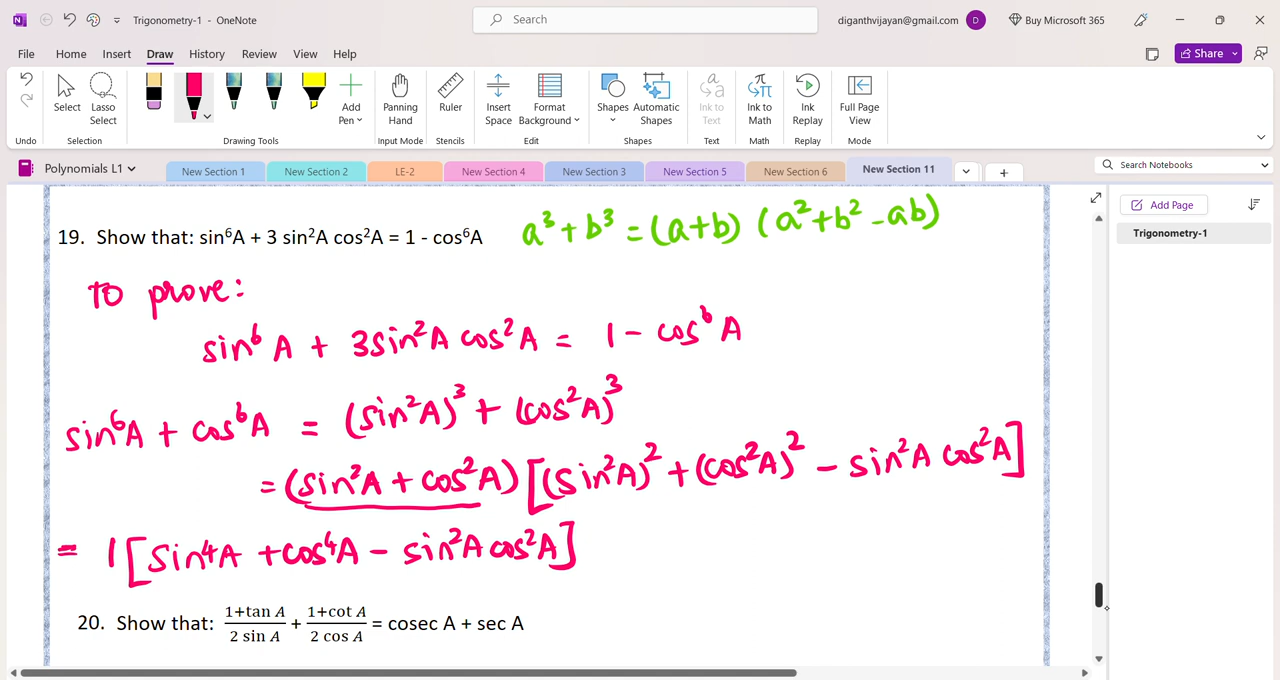 Trigonometry-1 - OneNote
Search
diganthvijayan@gmail.com
D
Buy Microsoft 365
File Home Insert Draw History Review View Help
Share
Undo
Select
Lasso Select
Selection
Drawing Tools
Add Pen
Panning Hand
Input Mode
Ruler
Stencils
Insert Space
Format Background
Edit
Shapes
Automatic Shapes
Shapes
Ink to Text
Text
Ink to Math
Math
Ink Replay
Replay
Full Page View
Mode
Polynomials L1
New Section 1 New Section 2 LE-2 New Section 4 New Section 3 New Section 5 New Section 6 New Section 11
Search Notebooks
Add Page
Trigonometry-1
a³ + b³ = (a+b) (a² + b² - ab)
19. Show that: sin⁶A + 3 sin²A cos²A = 1 - cos⁶A
To prove:
sin⁶ A + 3sin²A cos²A = 1 - cos⁶ A
sin⁶A + cos⁶A = (sin²A)³ + (cos²A)³
= (sin²A + cos²A) [(sin²A)² + (cos²A)² - sin²A cos²A]
= 1 [sin⁴A + cos⁴A - sin²A cos²A]
20. Show that: (1+tan A)/(2 sin A) + (1+cot A)/(2 cos A) = cosec A + sec A